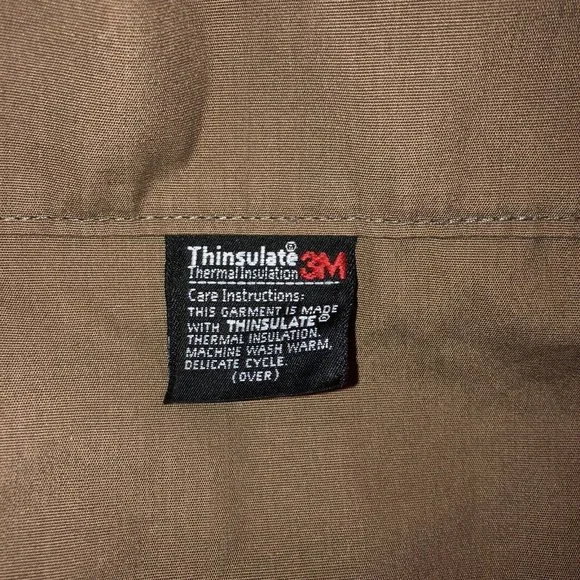 Thinsulate® 3M
Thermal Insulation
Care Instructions:
THIS GARMENT IS MADE
WITH THINSULATE®
THERMAL INSULATION.
MACHINE WASH WARM,
DELICATE CYCLE.
(OVER)